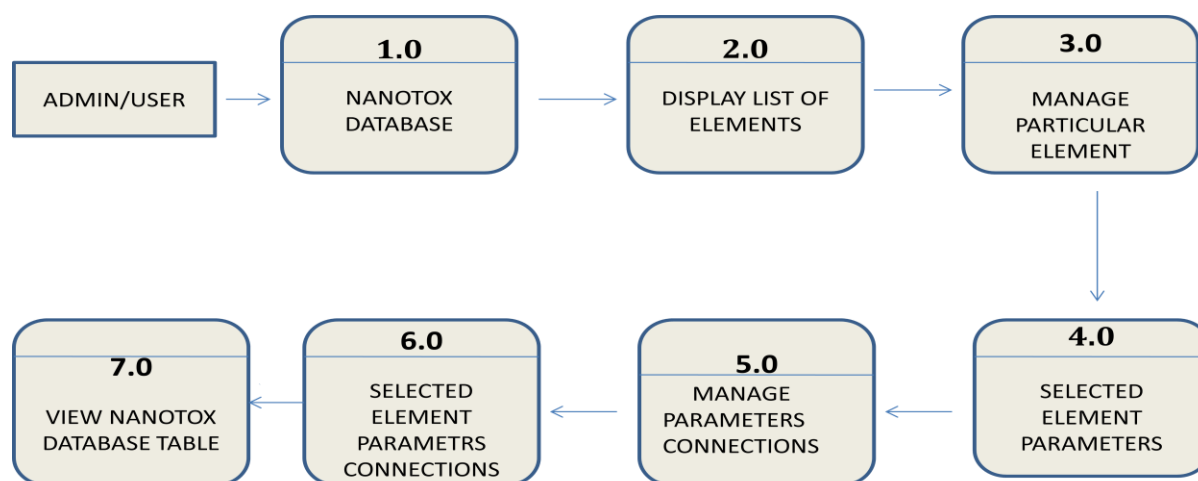 ADMIN/USER
1.0
NANOTOX
DATABASE
2.0
DISPLAY LIST OF
ELEMENTS
3.0
MANAGE
PARTICULAR
ELEMENT
4.0
SELECTED
ELEMENT
PARAMETERS
5.0
MANAGE
PARAMETERS
CONNECTIONS
6.0
SELECTED
ELEMENT
PARAMETRS
CONNECTIONS
7.0
VIEW NANOTOX
DATABASE TABLE